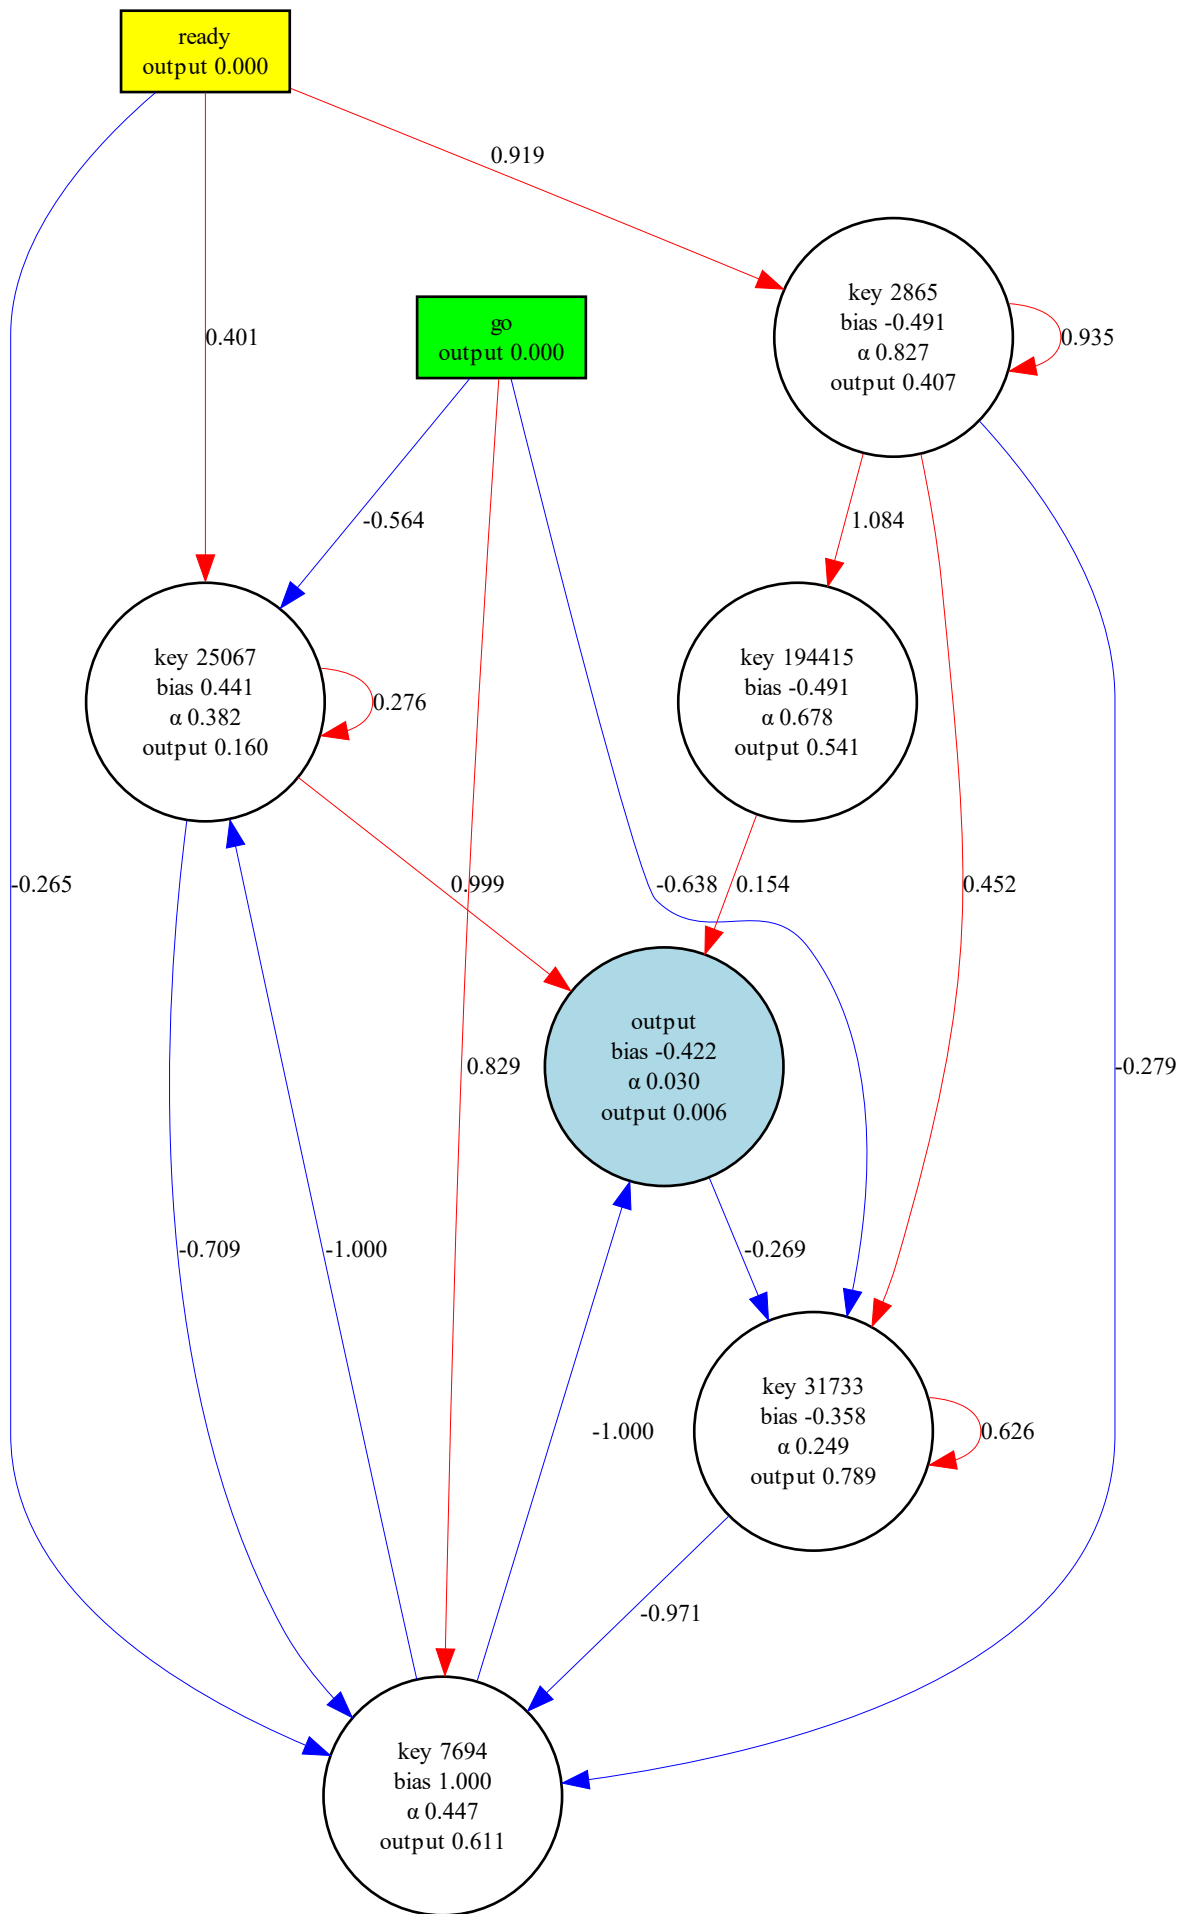 ready
output 0.000
0.919
key 2865
bias -0.491
α 0.827
output 0.407
0.935
go
output 0.000
0.401
-0.564
1.084
key 25067
bias 0.441
α 0.382
output 0.160
0.276
key 194415
bias -0.491
α 0.678
output 0.541
-0.265
0.999
-0.638
0.154
0.452
output
bias -0.422
α 0.030
output 0.006
0.829
-0.279
-0.709
-1.000
-0.269
key 31733
bias -0.358
α 0.249
output 0.789
0.626
-1.000
-0.971
key 7694
bias 1.000
α 0.447
output 0.611